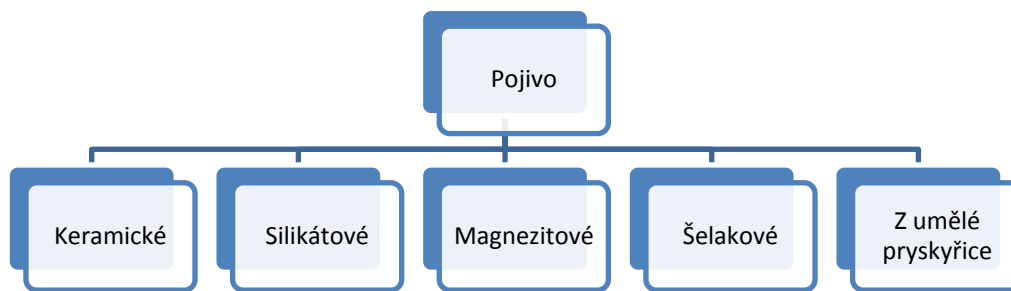 Pojivo
Keramické
Silikátové
Magnezitové
Šelakové
Z umělé
pryskyřice